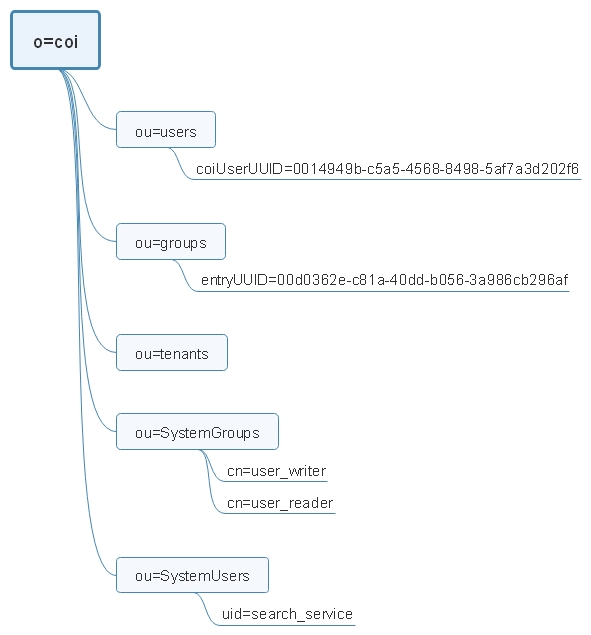 o=coi
ou=users
coiUserUUID=0014949b-c5a5-4568-8498-5af7a3d202f6
ou=groups
entryUUID=00d0362e-c81a-40dd-b056-3a986cb296af
ou=tenants
ou=SystemGroups
cn=user_writer
cn=user_reader
ou=SystemUsers
uid=search_service